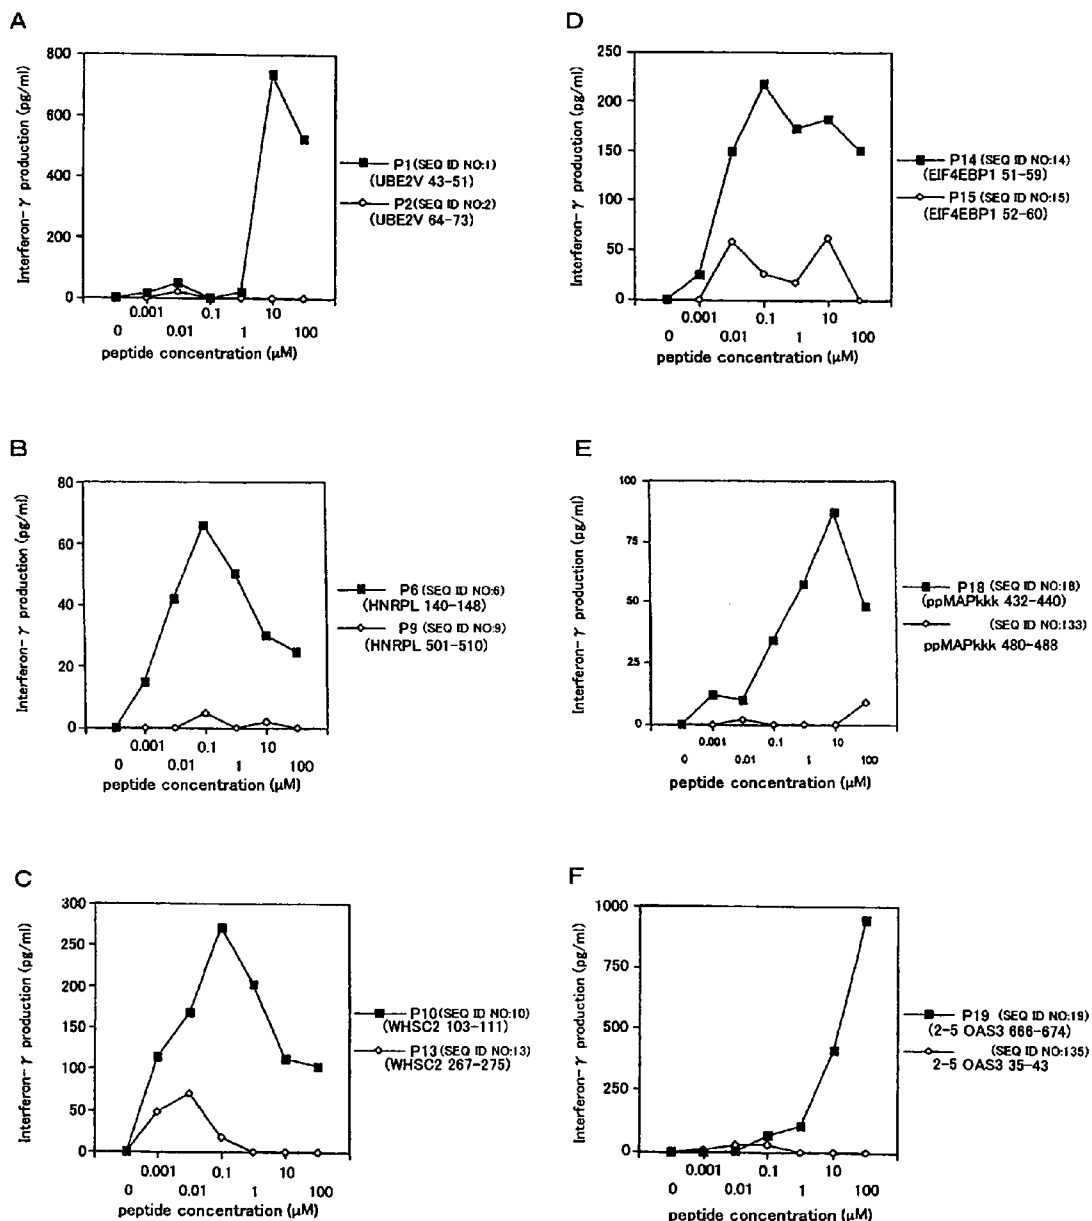 A
Interferon-γ production (pg/ml)
800
600
400
200
0
0.001
0.1
10
0
0.01
1
100
peptide concentration (μM)
P1 (SEQ ID NO:1)
(UBE2V 43-51)
P2 (SEQ ID NO:2)
(UBE2V 64-73)
D
Interferon-γ production (pg/ml)
250
200
150
100
50
0
0.001
0.1
10
0
0.01
1
100
peptide concentration (μM)
P14 (SEQ ID NO:14)
(EIF4EBP1 51-59)
P15 (SEQ ID NO:15)
(EIF4EBP1 52-60)
B
Interferon-γ production (pg/ml)
80
60
40
20
0
0.001
0.1
10
0
0.01
1
100
peptide concentration (μM)
P6 (SEQ ID NO:6)
(HNRPL 140-148)
P9 (SEQ ID NO:9)
(HNRPL 501-510)
E
Interferon-γ production (pg/ml)
100
75
50
25
0
0.001
0.1
10
0
0.01
1
100
peptide concentration (μM)
P18 (SEQ ID NO:18)
(ppMAPkkk 432-440)
(SEQ ID NO:133)
ppMAPkkk 480-488
C
Interferon-γ production (pg/ml)
300
250
200
150
100
50
0
0.001
0.1
10
0
0.01
1
100
peptide concentration (μM)
P10 (SEQ ID NO:10)
(WHSC2 103-111)
P13 (SEQ ID NO:13)
(WHSC2 267-275)
F
Interferon-γ production (pg/ml)
1000
750
500
250
0
0.001
0.1
10
0
0.01
1
100
peptide concentration (μM)
P19 (SEQ ID NO:19)
(2-5 OAS3 666-674)
(SEQ ID NO:135)
2-5 OAS3 35-43